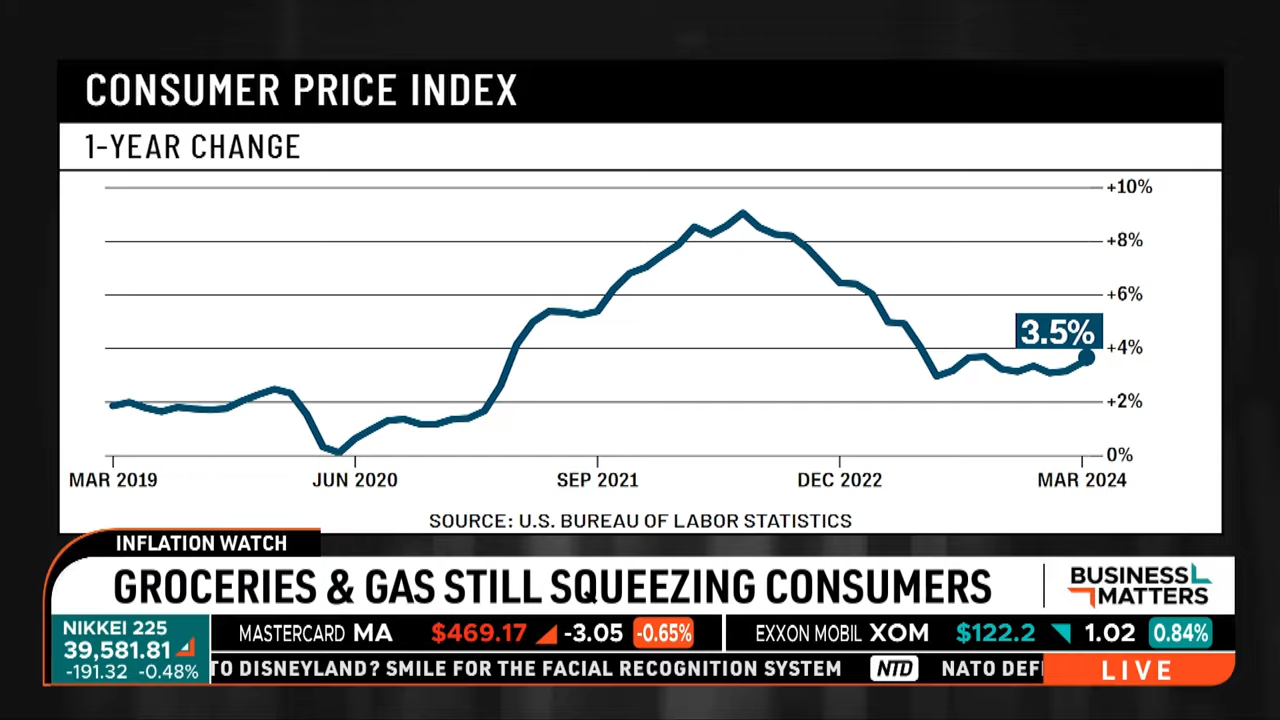 CONSUMER PRICE INDEX
1-YEAR CHANGE
+10%
+8%
+6%
3.5%
+4%
+2%
0%
MAR 2019 JUN 2020 SEP 2021 DEC 2022 MAR 2024
SOURCE: U.S. BUREAU OF LABOR STATISTICS
INFLATION WATCH
GROCERIES & GAS STILL SQUEEZING CONSUMERS
BUSINESS
MATTERS
NIKKEI 225
39,581.81
-191.32 -0.48%
MASTERCARD MA $469.17 -3.05 -0.65% EXXON MOBIL XOM $122.2 1.02 0.84%
TO DISNEYLAND? SMILE FOR THE FACIAL RECOGNITION SYSTEM NTD NATO DEF
LIVE